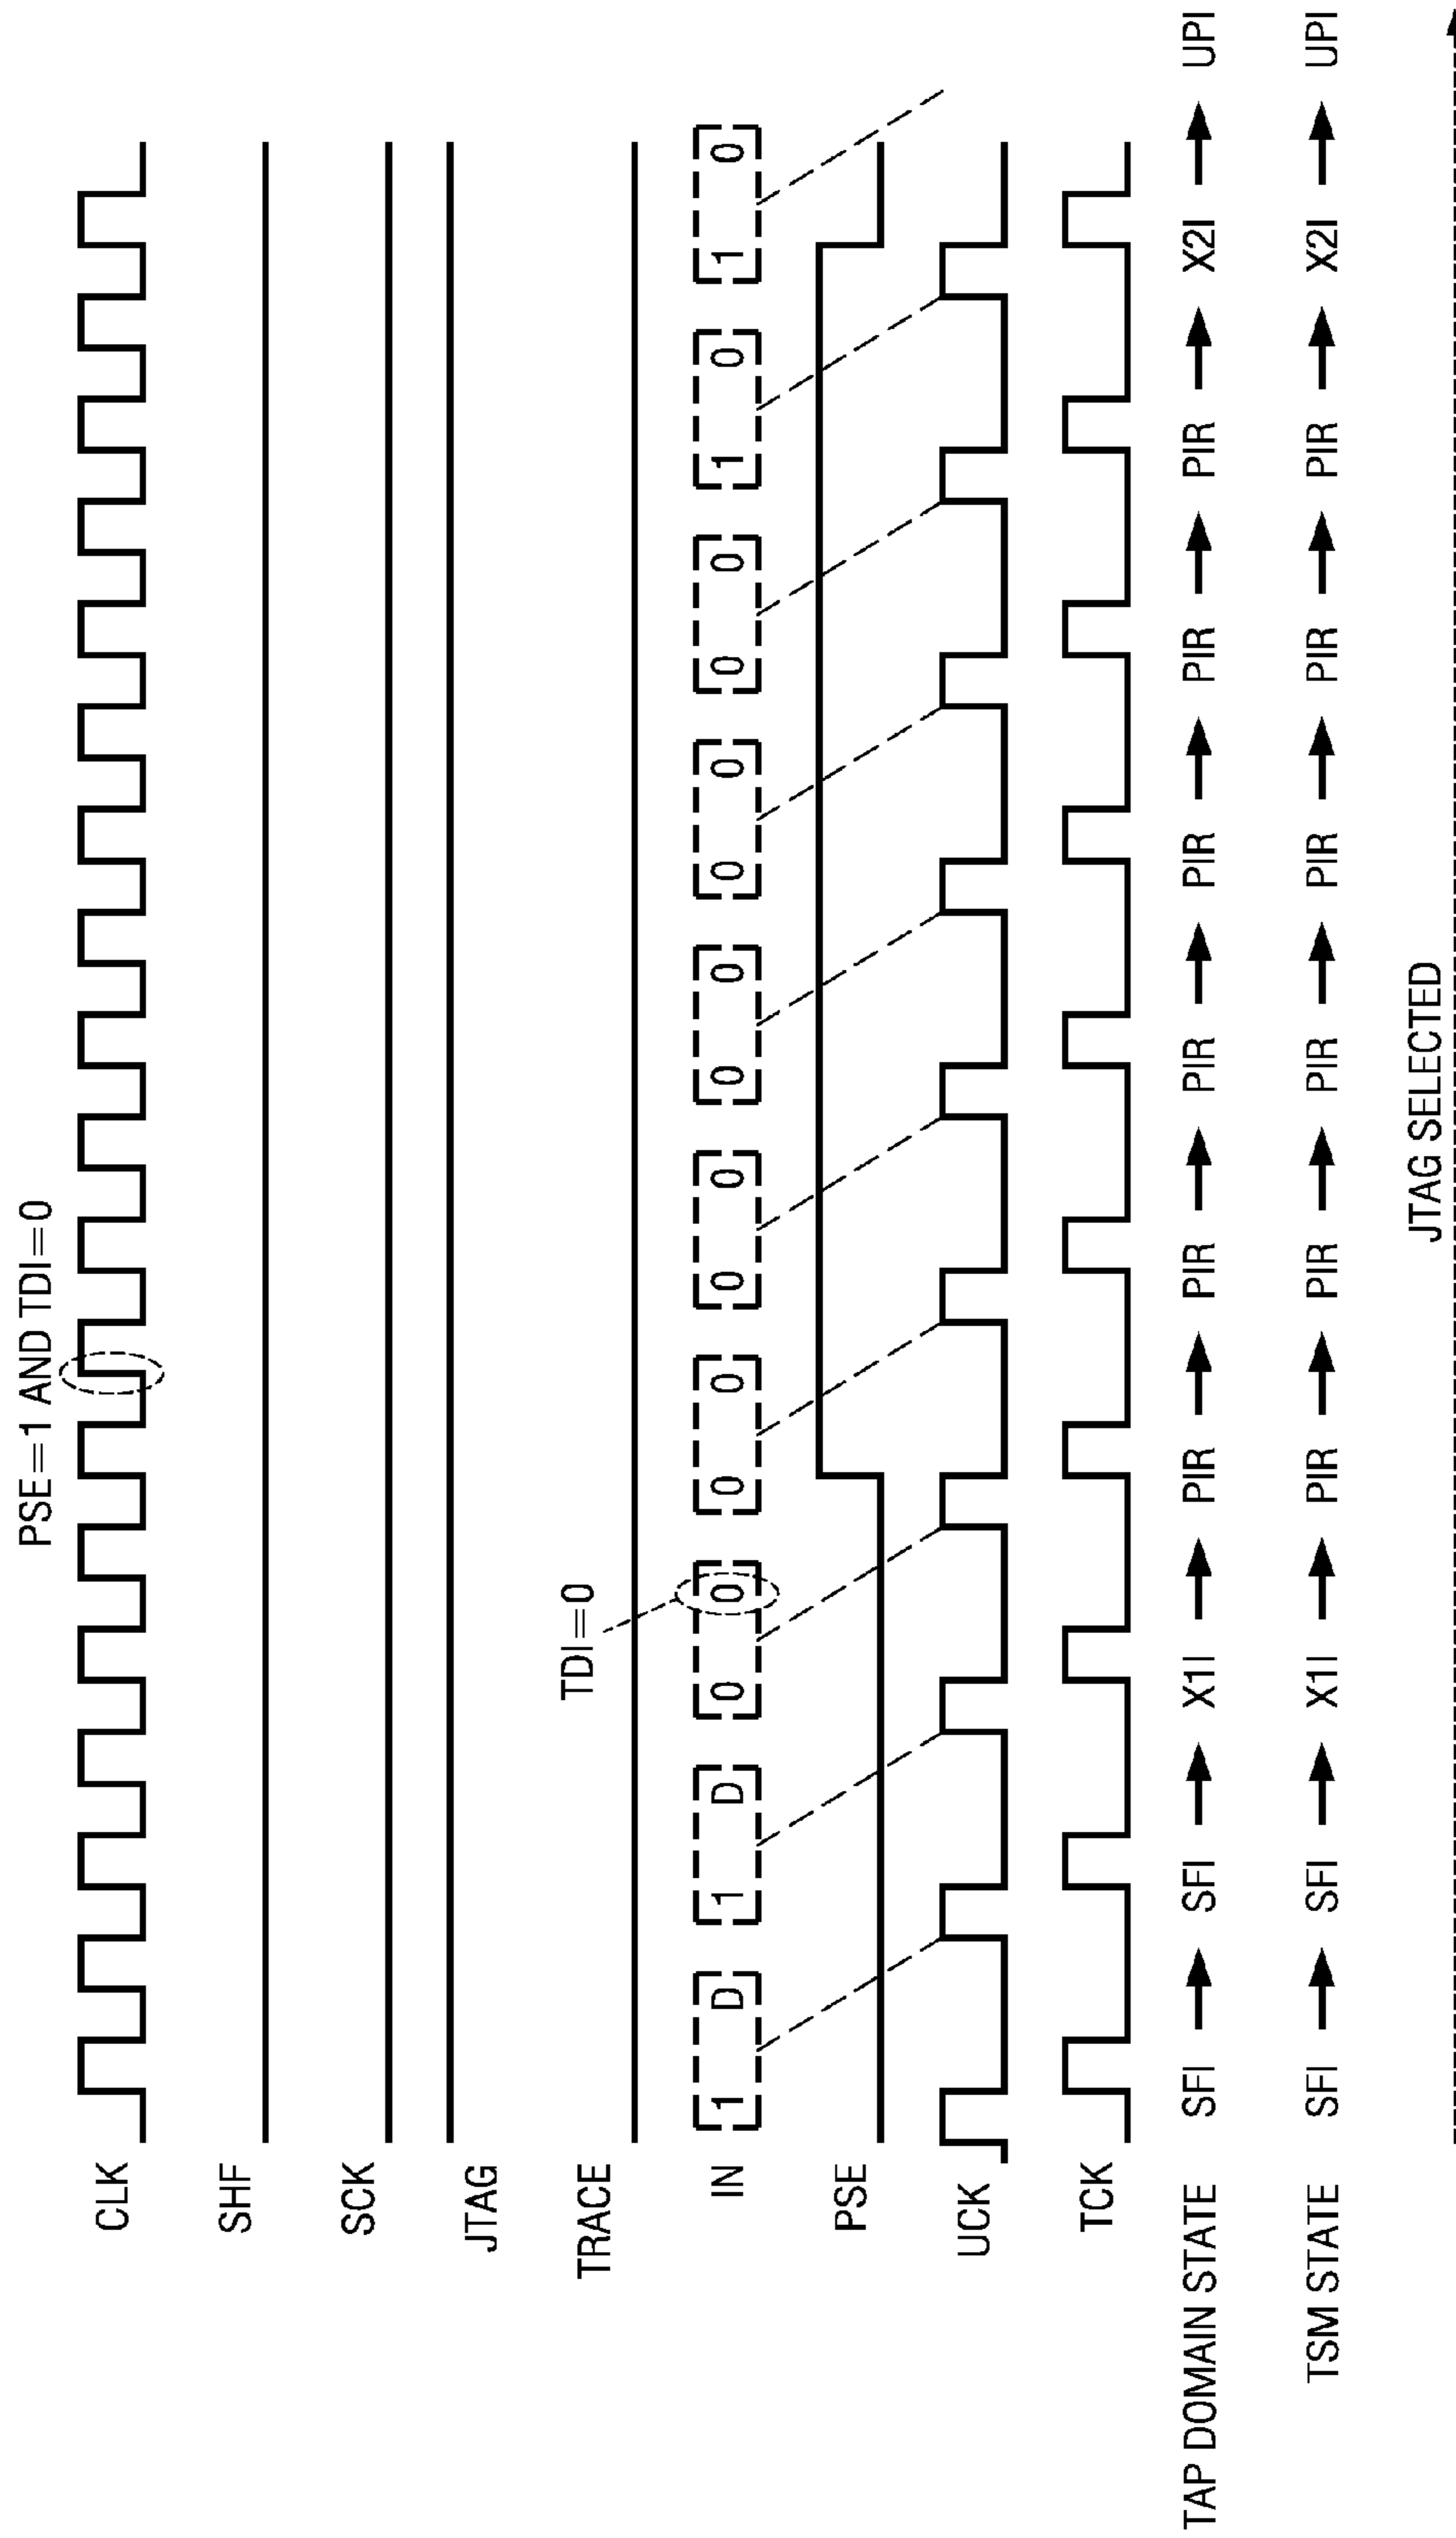 PSE=1 AND TDI=0
CLK
SHF
SCK
JTAG
TDI=0
TRACE
IN 1 D 1 D 0 0 0 0 0 0 0 0 0 0 0 0 1 0 1 0
PSE
UCK
TCK
TAP DOMAIN STATE SFI → SFI → X1I → PIR → PIR → PIR → PIR → PIR → PIR → X2I → UPI
TSM STATE SFI → SFI → X1I → PIR → PIR → PIR → PIR → PIR → PIR → X2I → UPI
JTAG SELECTED